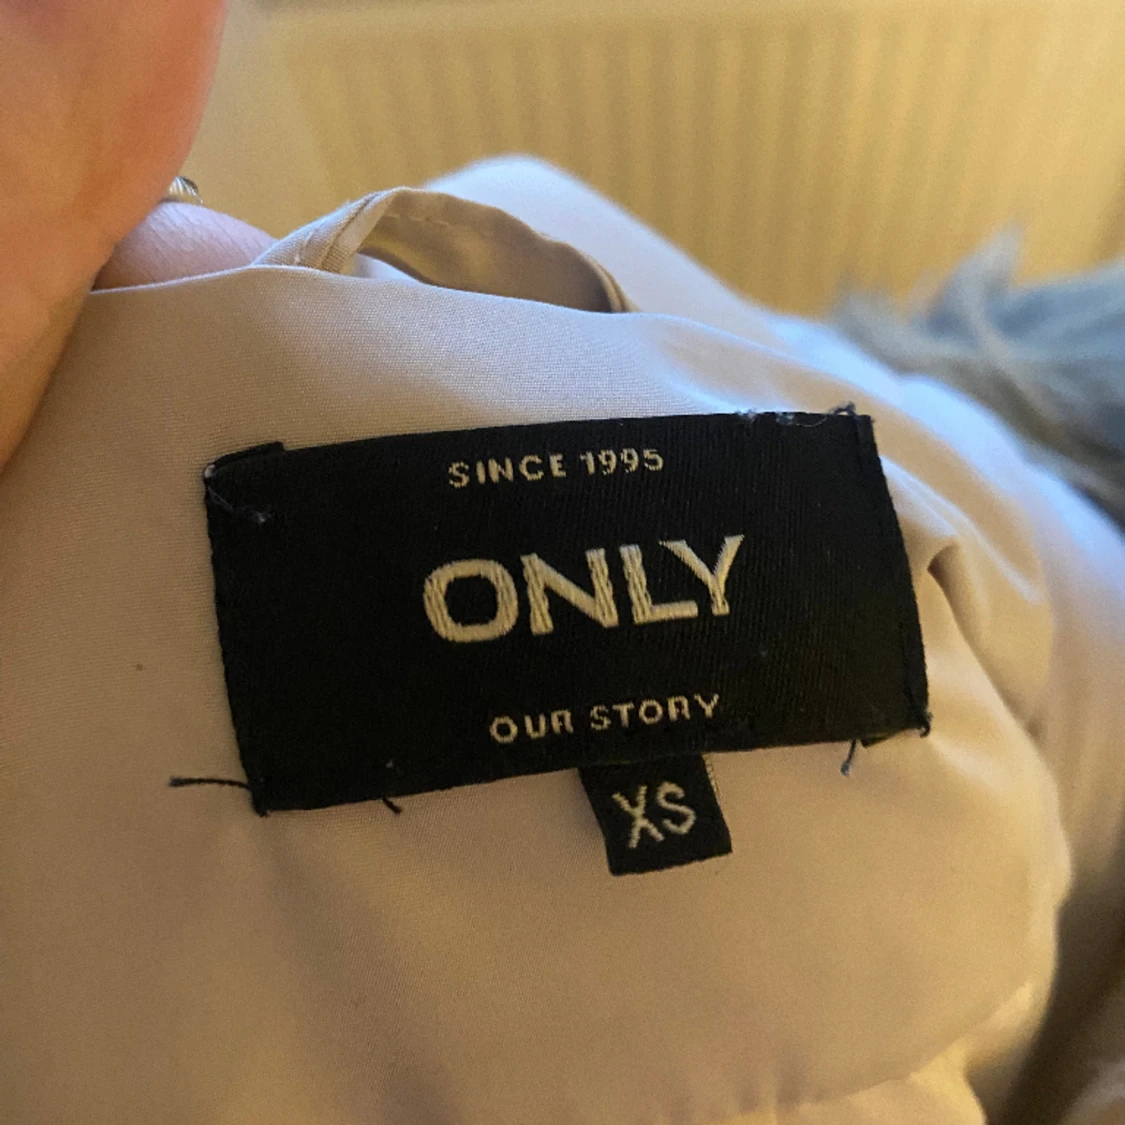 SINCE 1995
ONLY
OUR STORY
XS